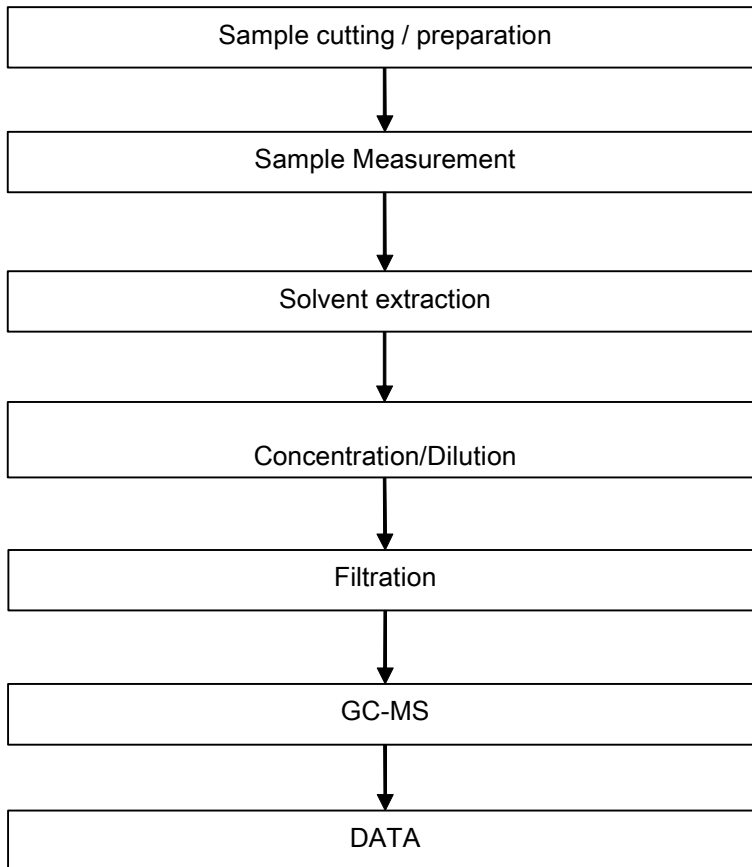 Sample cutting / preparation
Sample Measurement
Solvent extraction
Concentration/Dilution
Filtration
GC-MS
DATA